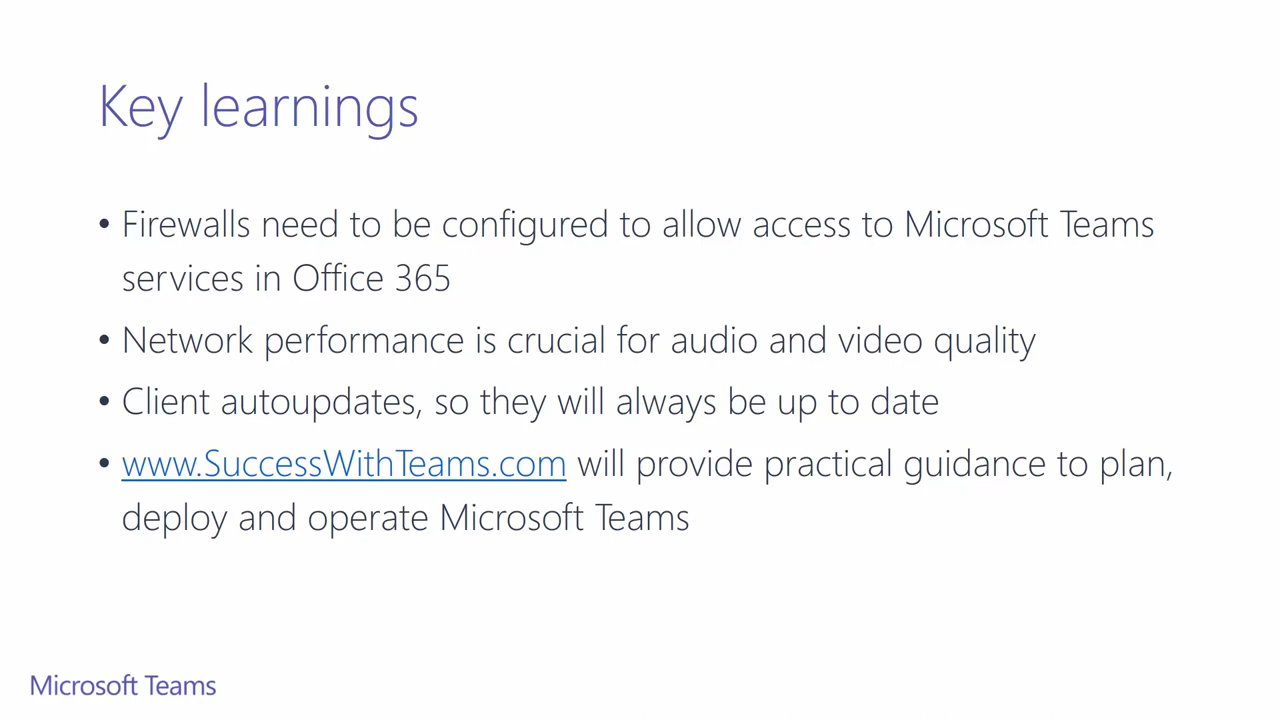 Key learnings
• Firewalls need to be configured to allow access to Microsoft Teams
services in Office 365
• Network performance is crucial for audio and video quality
• Client autoupdates, so they will always be up to date
• www.SuccessWithTeams.com will provide practical guidance to plan,
deploy and operate Microsoft Teams
Microsoft Teams